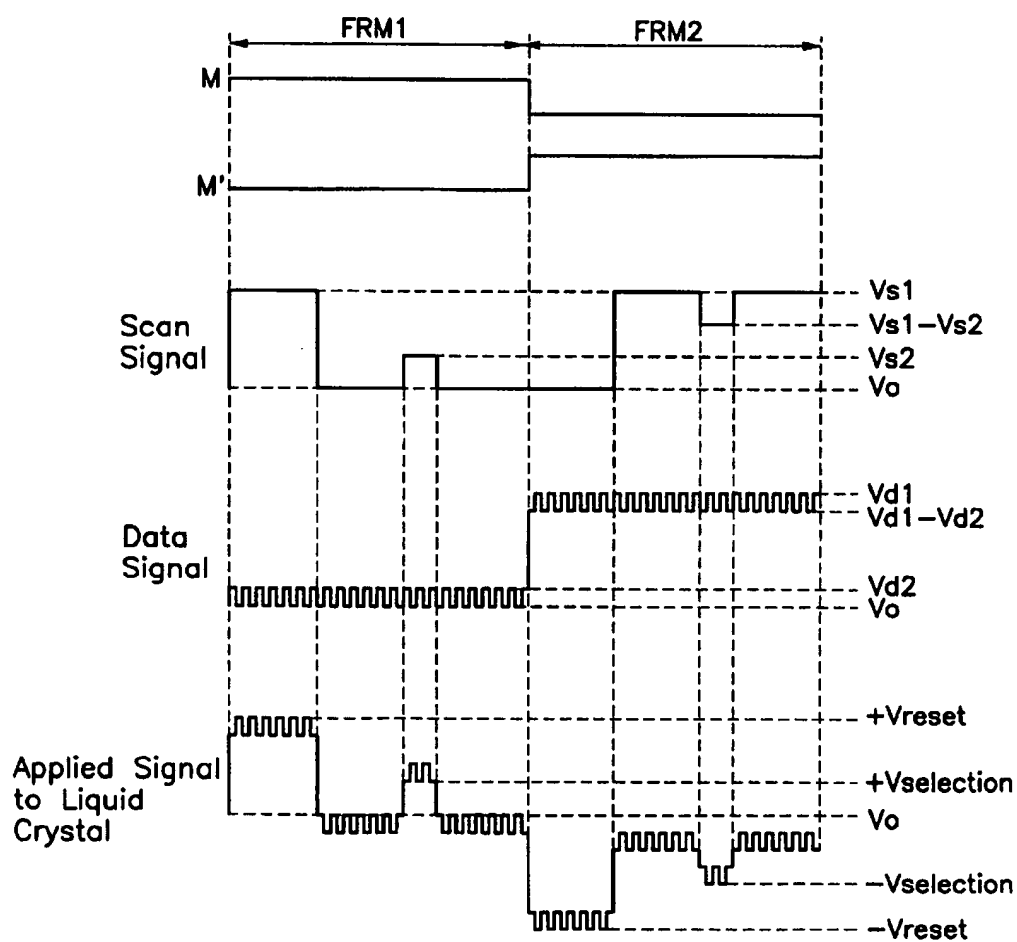 FRM1 FRM2
M
M'
Scan
Signal
Vs1
Vs1-Vs2
Vs2
Vo
Data
Signal
Vd1
Vd1-Vd2
Vd2
Vo
Applied Signal
to Liquid
Crystal
+Vreset
+Vselection
Vo
-Vselection
-Vreset